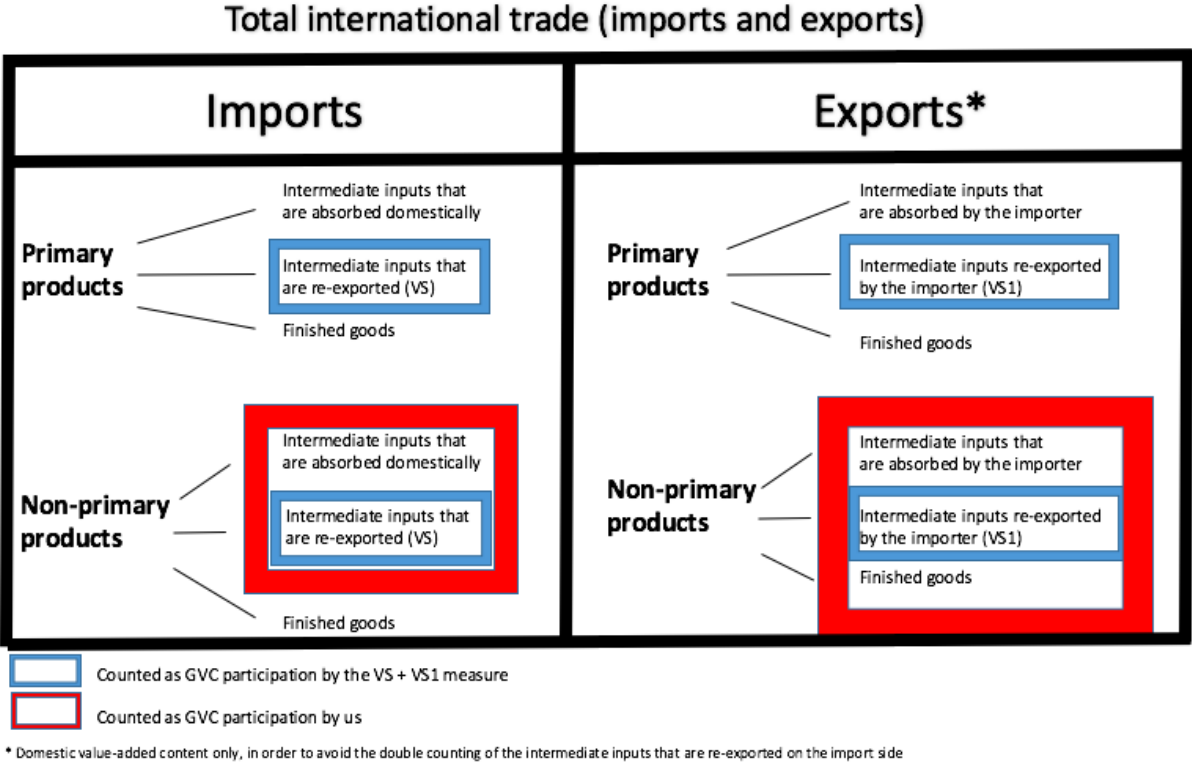 Total international trade (imports and exports)
Imports
Exports*
Primary
products
Intermediate inputs that
are absorbed domestically
Intermediate inputs that
are re-exported (VS)
Finished goods
Non-primary
products
Intermediate inputs that
are absorbed domestically
Intermediate inputs that
are re-exported (VS)
Finished goods
Primary
products
Intermediate inputs that
are absorbed by the importer
Intermediate inputs re-exported
by the importer (VS1)
Finished goods
Non-primary
products
Intermediate inputs that
are absorbed by the importer
Intermediate inputs re-exported
by the importer (VS1)
Finished goods
Counted as GVC participation by the VS + VS1 measure
Counted as GVC participation by us
* Domestic value-added content only, in order to avoid the double counting of the intermediate inputs that are re-exported on the import side